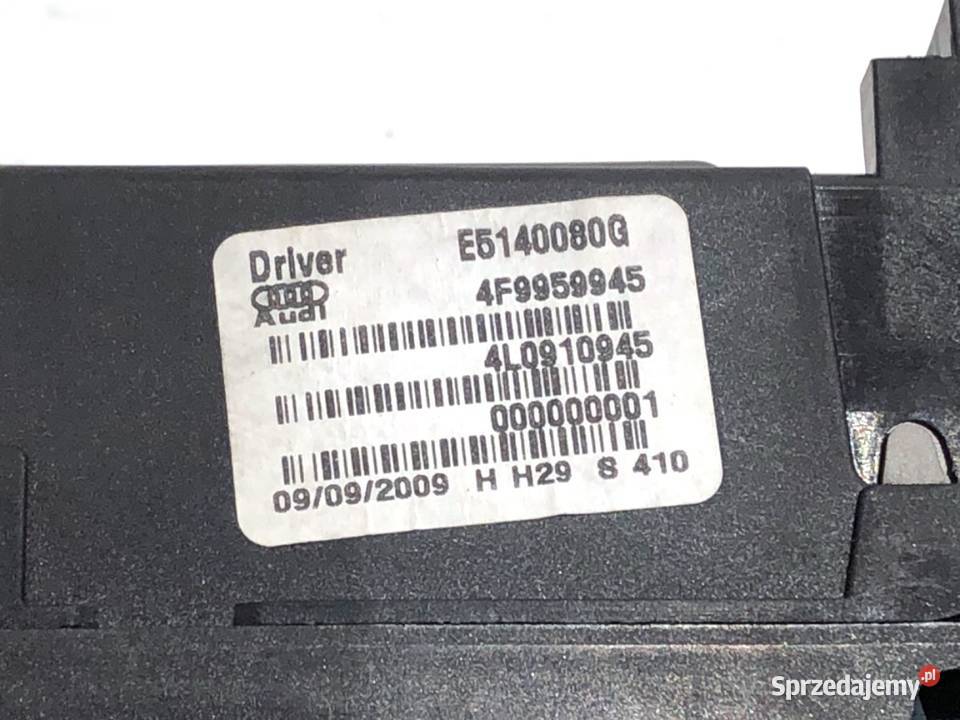 Driver E5140080G
Audi 4F9959945
4L0910945
000000001
09/09/2009 H H29 S 410
Sprzedajemy.pl